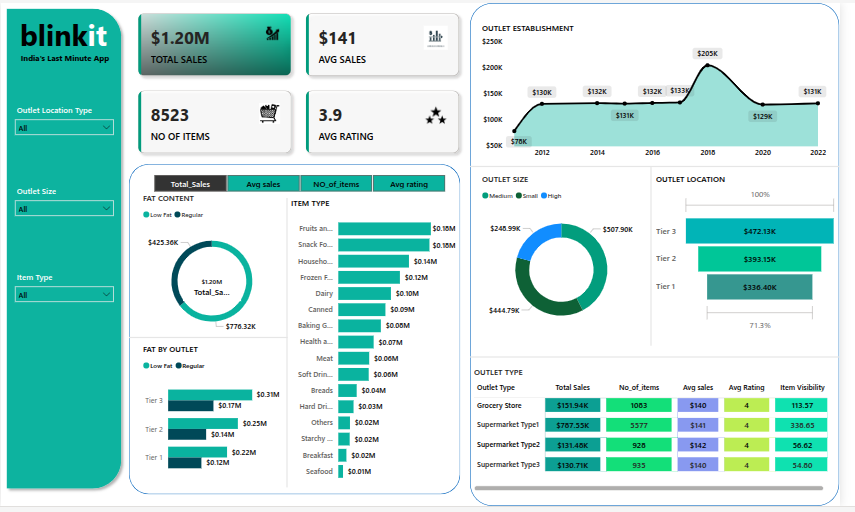 blinkit
India's Last Minute App
Outlet Location Type
All
Outlet Size
All
Item Type
All
$1.20M
TOTAL SALES
$141
AVG SALES
8523
NO OF ITEMS
3.9
AVG RATING
Total_Sales
Avg sales
NO_of_items
Avg rating
FAT CONTENT
Low Fat Regular
$425.36K
$1.20M
Total_Sa...
$776.32K
FAT BY OUTLET
Low Fat Regular
Tier 3 $0.31M
$0.17M
Tier 2 $0.25M
$0.14M
Tier 1 $0.22M
$0.12M
ITEM TYPE
Fruits an... $0.18M
Snack Fo... $0.18M
Househo... $0.14M
Frozen F... $0.12M
Dairy $0.10M
Canned $0.09M
Baking G... $0.08M
Health a... $0.07M
Meat $0.06M
Soft Drin... $0.06M
Breads $0.04M
Hard Dri... $0.03M
Others $0.02M
Starchy ... $0.02M
Breakfast $0.02M
Seafood $0.01M
OUTLET ESTABLISHMENT
$250K
$200K
$150K
$100K
$50K
$78K
$130K
$132K
$131K
$132K
$133K
$205K
$129K
$131K
2012 2014 2016 2018 2020 2022
OUTLET SIZE
Medium Small High
$248.99K
$507.90K
$444.79K
OUTLET LOCATION
100%
Tier 3 $472.13K
Tier 2 $393.15K
Tier 1 $336.40K
71.3%
OUTLET TYPE
Outlet Type Total Sales No_of_items Avg sales Avg Rating Item Visibility
Grocery Store $151.94K 1083 $140 4 113.57
Supermarket Type1 $787.55K 5577 $141 4 338.65
Supermarket Type2 $131.48K 928 $142 4 56.62
Supermarket Type3 $130.71K 935 $140 4 54.80